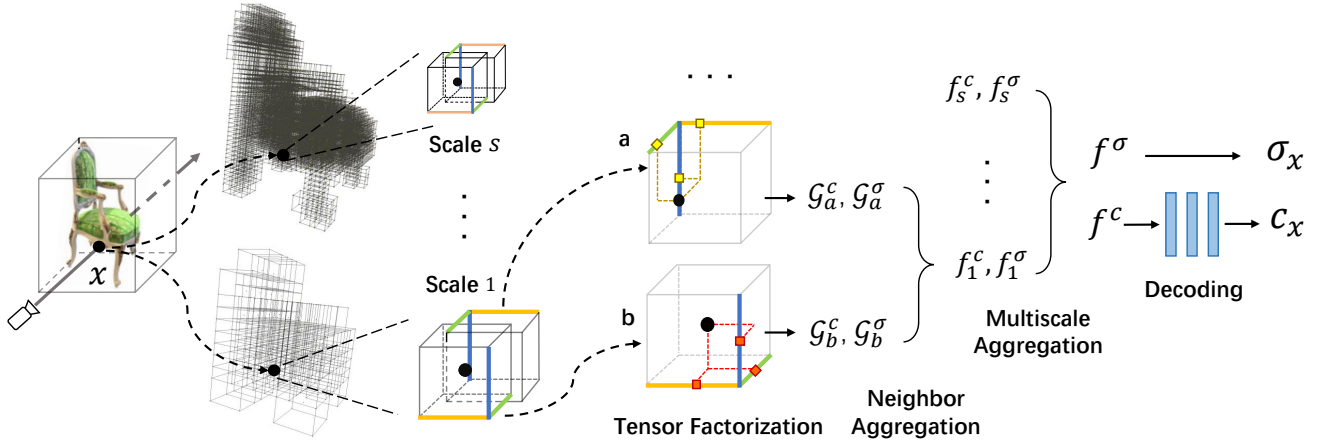 x
Scale S
Scale 1
. . .
a
b
𝒢_a^c, 𝒢_a^σ
𝒢_b^c, 𝒢_b^σ
Tensor Factorization
Neighbor
Aggregation
f_s^c, f_s^σ
f_1^c, f_1^σ
Multiscale
Aggregation
f^σ
σ_x
f^c
c_x
Decoding